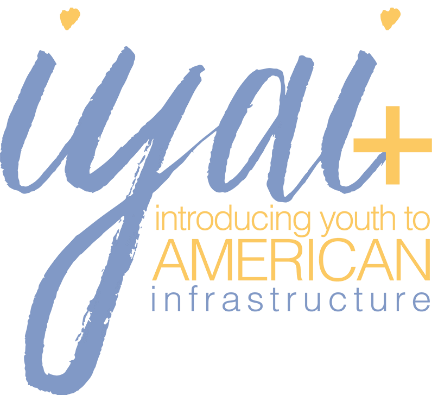 iyai+
introducing youth to
AMERICAN
infrastructure